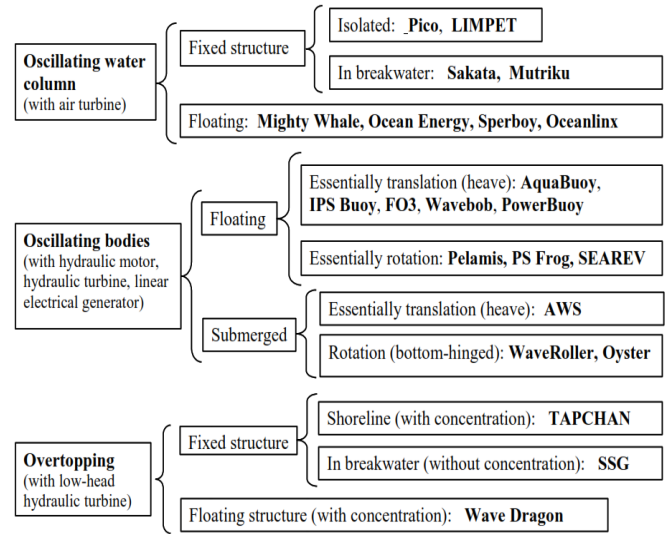 Oscillating water
column
(with air turbine)
Fixed structure
Isolated: _Pico, LIMPET
In breakwater: Sakata, Mutriku
Floating: Mighty Whale, Ocean Energy, Sperboy, Oceanlinx
Oscillating bodies
(with hydraulic motor,
hydraulic turbine, linear
electrical generator)
Floating
Essentially translation (heave): AquaBuoy,
IPS Buoy, FO3, Wavebob, PowerBuoy
Essentially rotation: Pelamis, PS Frog, SEAREV
Submerged
Essentially translation (heave): AWS
Rotation (bottom-hinged): WaveRoller, Oyster
Overtopping
(with low-head
hydraulic turbine)
Fixed structure
Shoreline (with concentration): TAPCHAN
In breakwater (without concentration): SSG
Floating structure (with concentration): Wave Dragon